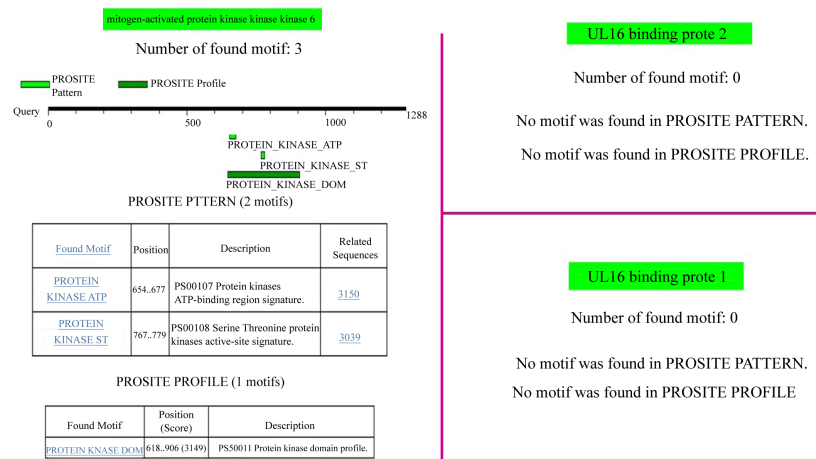 mitogen-activated protein kinase kinase kinase 6
Number of found motif: 3
PROSITE Pattern
PROSITE Profile
Query
0
500
1000
1288
PROTEIN_KINASE_ATP
PROTEIN_KINASE_ST
PROTEIN_KINASE_DOM
PROSITE PTTERN (2 motifs)
Found Motif Position Description Related Sequences
PROTEIN KINASE ATP 654..677 PS00107 Protein kinases ATP-binding region signature. 3150
PROTEIN KINASE ST 767..779 PS00108 Serine Threonine protein kinases active-site signature. 3039
PROSITE PROFILE (1 motifs)
Found Motif Position (Score) Description
PROTEIN KNASE DOM 618..906 (3149) PS50011 Protein kinase domain profile.
UL16 binding prote 2
Number of found motif: 0
No motif was found in PROSITE PATTERN.
No motif was found in PROSITE PROFILE.
UL16 binding prote 1
Number of found motif: 0
No motif was found in PROSITE PATTERN.
No motif was found in PROSITE PROFILE